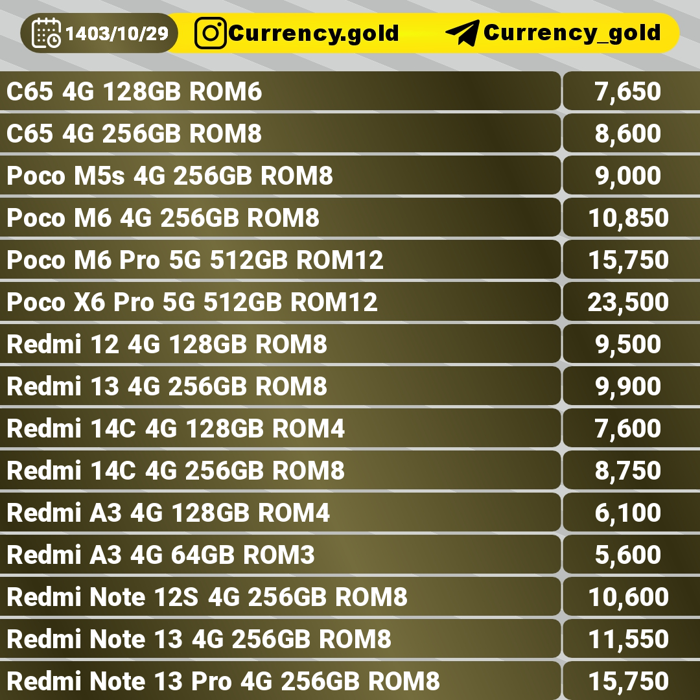 1403/10/29 Currency.gold Currency_gold
C65 4G 128GB ROM6 7,650
C65 4G 256GB ROM8 8,600
Poco M5s 4G 256GB ROM8 9,000
Poco M6 4G 256GB ROM8 10,850
Poco M6 Pro 5G 512GB ROM12 15,750
Poco X6 Pro 5G 512GB ROM12 23,500
Redmi 12 4G 128GB ROM8 9,500
Redmi 13 4G 256GB ROM8 9,900
Redmi 14C 4G 128GB ROM4 7,600
Redmi 14C 4G 256GB ROM8 8,750
Redmi A3 4G 128GB ROM4 6,100
Redmi A3 4G 64GB ROM3 5,600
Redmi Note 12S 4G 256GB ROM8 10,600
Redmi Note 13 4G 256GB ROM8 11,550
Redmi Note 13 Pro 4G 256GB ROM8 15,750